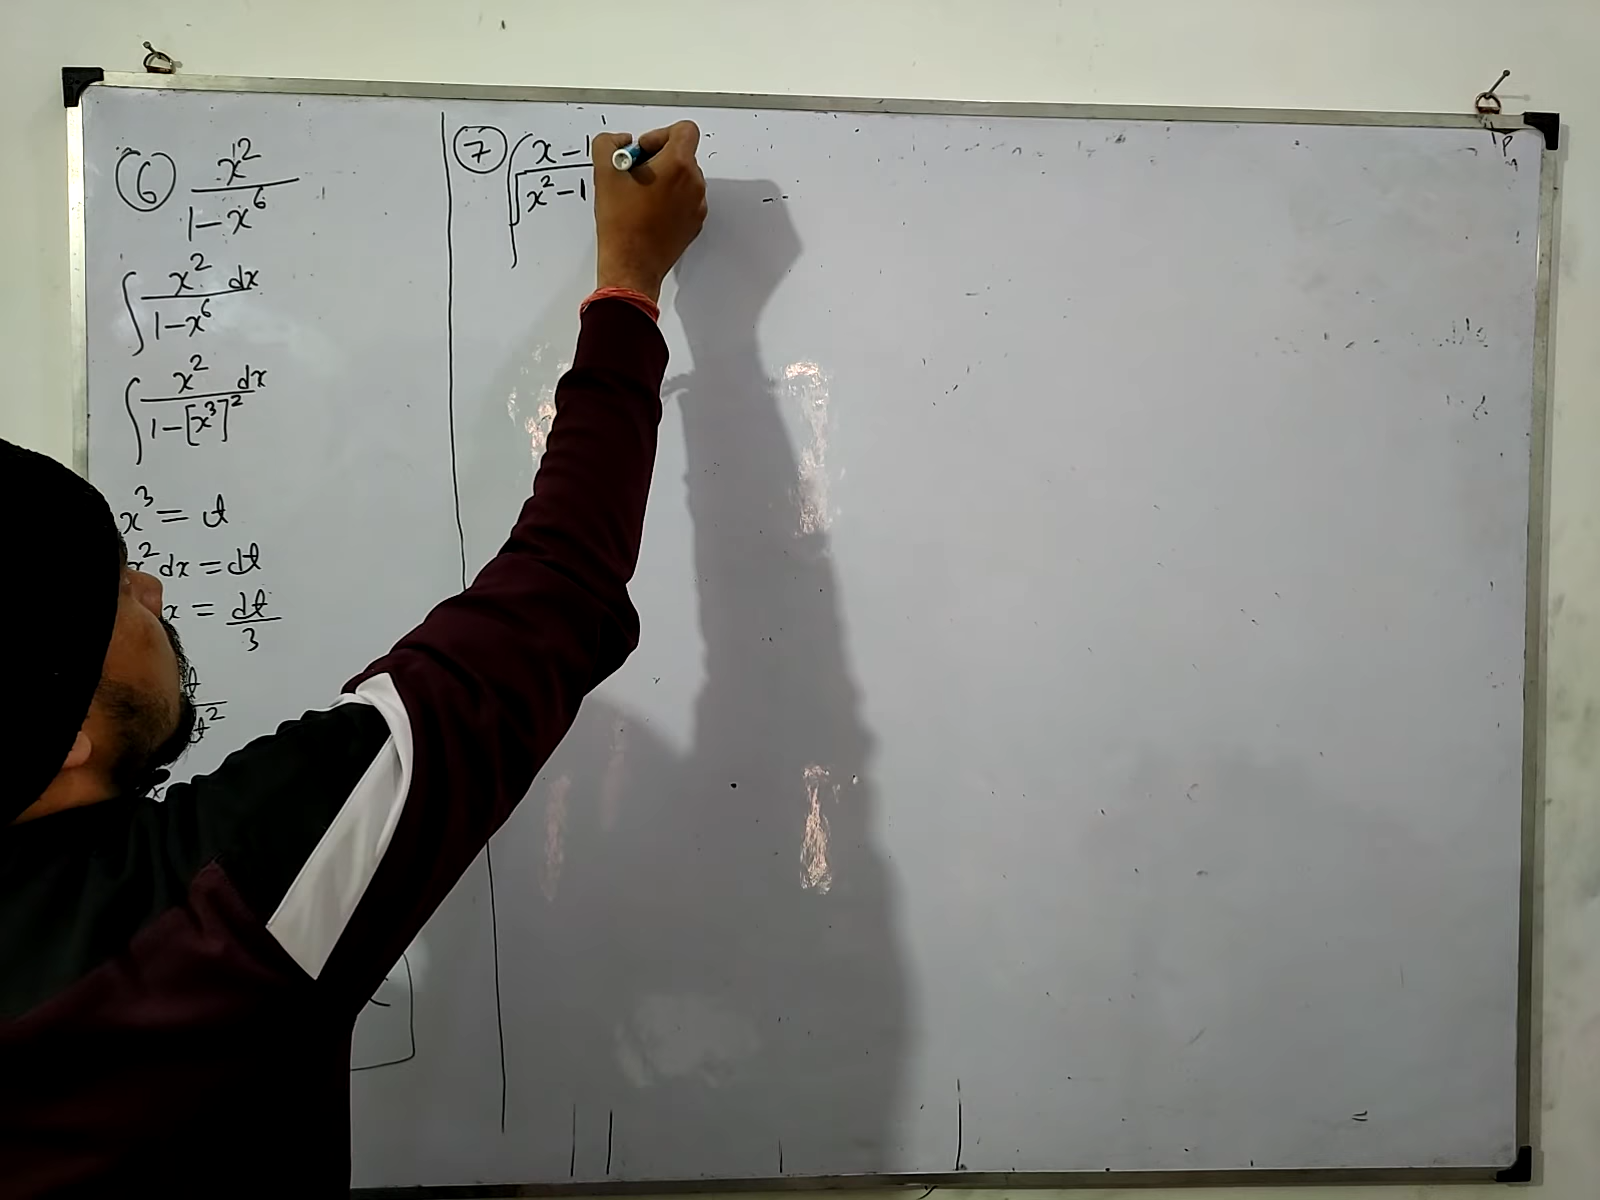 ⑥ x²/(1-x⁶)
∫ x² dx/(1-x⁶)
∫ x² dx/(1-[x³]²)
x³ = t
x² dx = dt
x = dt/3
t/t²
x
⑦ ∫ (x-1)/√(x²-1)